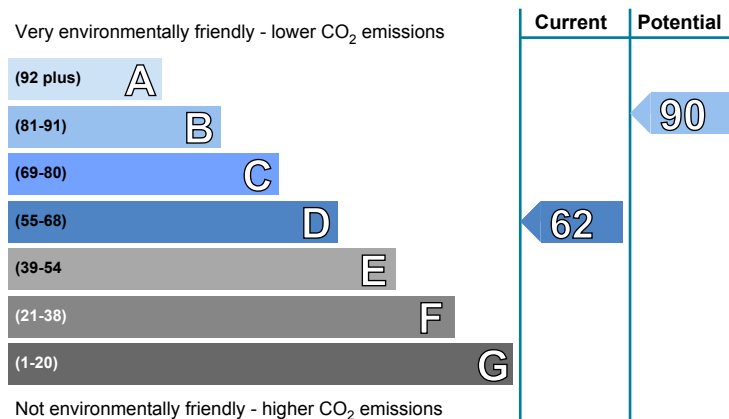 Current Potential
Very environmentally friendly - lower CO2 emissions
(92 plus) A
(81-91) B
90
(69-80) C
(55-68) D
62
(39-54 E
(21-38) F
(1-20) G
Not environmentally friendly - higher CO2 emissions